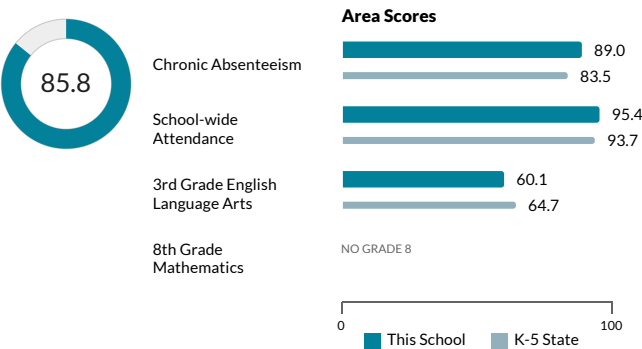 85.8
Area Scores
Chronic Absenteeism
89.0
83.5
School-wide
Attendance
95.4
93.7
3rd Grade English
Language Arts
60.1
64.7
8th Grade
Mathematics
NO GRADE 8
0
100
This School
K-5 State